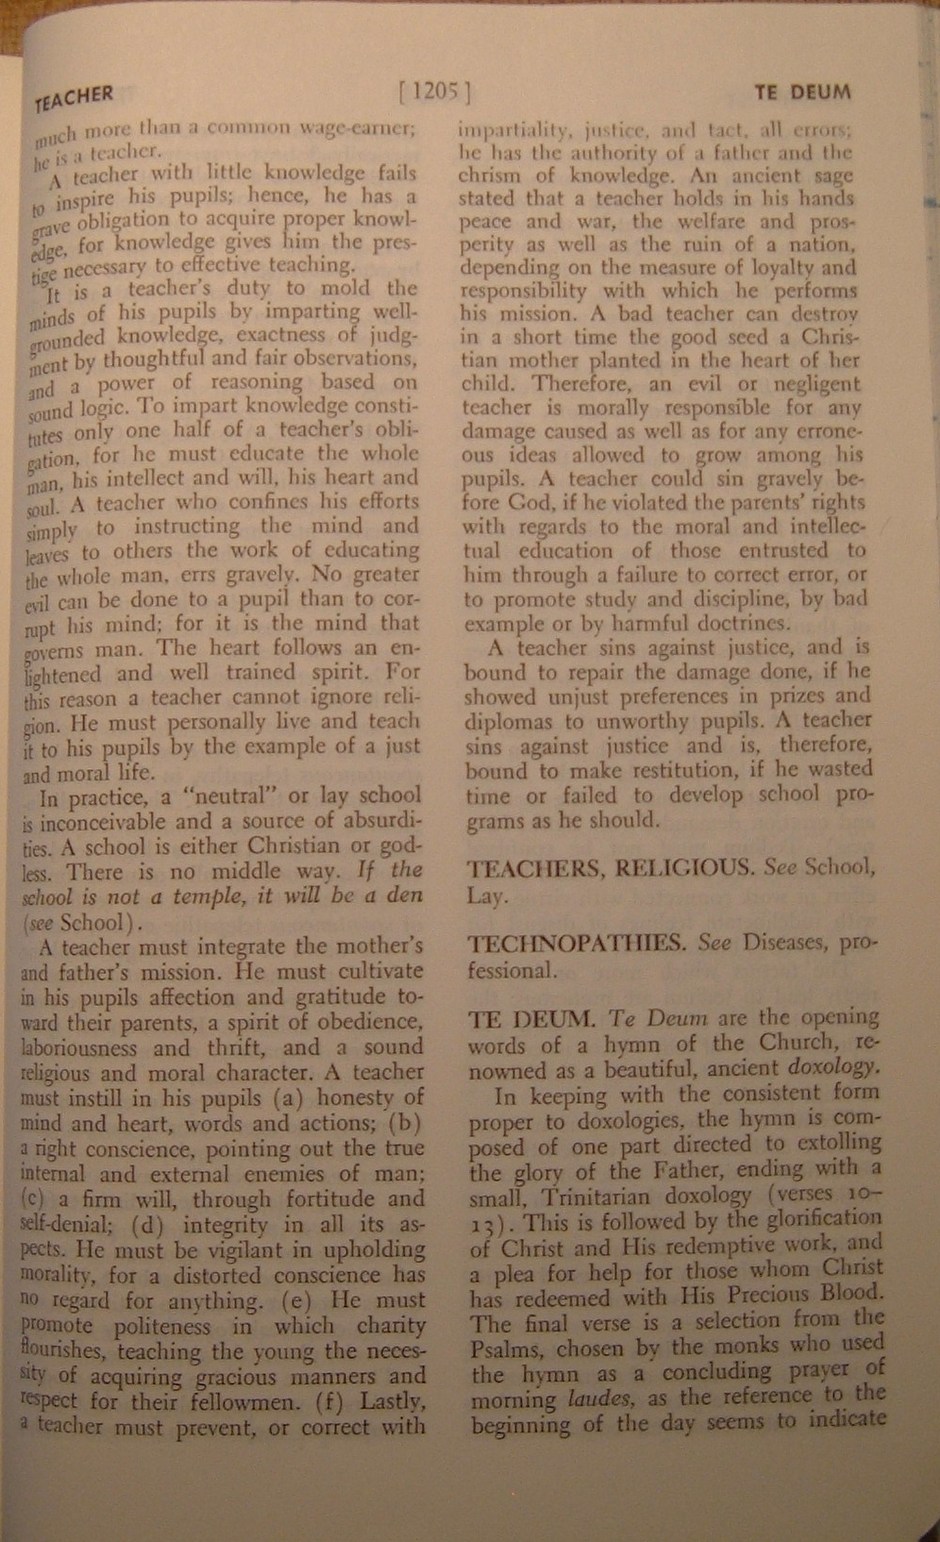 TEACHER
[ 1205 ]
TE DEUM
much more than a common wage-earner;
he is a teacher.
A teacher with little knowledge fails
to inspire his pupils; hence, he has a
grave obligation to acquire proper knowl-
edge, for knowledge gives him the pres-
tige necessary to effective teaching.
It is a teacher's duty to mold the
minds of his pupils by imparting well-
grounded knowledge, exactness of judg-
ment by thoughtful and fair observations,
and a power of reasoning based on
sound logic. To impart knowledge consti-
tutes only one half of a teacher's obli-
gation, for he must educate the whole
man, his intellect and will, his heart and
soul. A teacher who confines his efforts
simply to instructing the mind and
leaves to others the work of educating
the whole man, errs gravely. No greater
evil can be done to a pupil than to cor-
rupt his mind; for it is the mind that
governs man. The heart follows an en-
lightened and well trained spirit. For
this reason a teacher cannot ignore reli-
gion. He must personally live and teach
it to his pupils by the example of a just
and moral life.
In practice, a “neutral” or lay school
is inconceivable and a source of absurdi-
ties. A school is either Christian or god-
less. There is no middle way. If the
school is not a temple, it will be a den
(see School).
A teacher must integrate the mother's
and father's mission. He must cultivate
in his pupils affection and gratitude to-
ward their parents, a spirit of obedience,
laboriousness and thrift, and a sound
religious and moral character. A teacher
must instill in his pupils (a) honesty of
mind and heart, words and actions; (b)
a right conscience, pointing out the true
internal and external enemies of man;
(c) a firm will, through fortitude and
self-denial; (d) integrity in all its as-
pects. He must be vigilant in upholding
morality, for a distorted conscience has
no regard for anything. (e) He must
promote politeness in which charity
flourishes, teaching the young the neces-
sity of acquiring gracious manners and
respect for their fellowmen. (f) Lastly,
a teacher must prevent, or correct with
impartiality, justice, and tact, all errors;
he has the authority of a father and the
chrism of knowledge. An ancient sage
stated that a teacher holds in his hands
peace and war, the welfare and pros-
perity as well as the ruin of a nation,
depending on the measure of loyalty and
responsibility with which he performs
his mission. A bad teacher can destroy
in a short time the good seed a Chris-
tian mother planted in the heart of her
child. Therefore, an evil or negligent
teacher is morally responsible for any
damage caused as well as for any errone-
ous ideas allowed to grow among his
pupils. A teacher could sin gravely be-
fore God, if he violated the parents' rights
with regards to the moral and intellec-
tual education of those entrusted to
him through a failure to correct error, or
to promote study and discipline, by bad
example or by harmful doctrines.
A teacher sins against justice, and is
bound to repair the damage done, if he
showed unjust preferences in prizes and
diplomas to unworthy pupils. A teacher
sins against justice and is, therefore,
bound to make restitution, if he wasted
time or failed to develop school pro-
grams as he should.
TEACHERS, RELIGIOUS. See School,
Lay.
TECHNOPATHIES. See Diseases, pro-
fessional.
TE DEUM. Te Deum are the opening
words of a hymn of the Church, re-
nowned as a beautiful, ancient doxology.
In keeping with the consistent form
proper to doxologies, the hymn is com-
posed of one part directed to extolling
the glory of the Father, ending with a
small, Trinitarian doxology (verses 10–
13). This is followed by the glorification
of Christ and His redemptive work, and
a plea for help for those whom Christ
has redeemed with His Precious Blood.
The final verse is a selection from the
Psalms, chosen by the monks who used
the hymn as a concluding prayer of
morning laudes, as the reference to the
beginning of the day seems to indicate